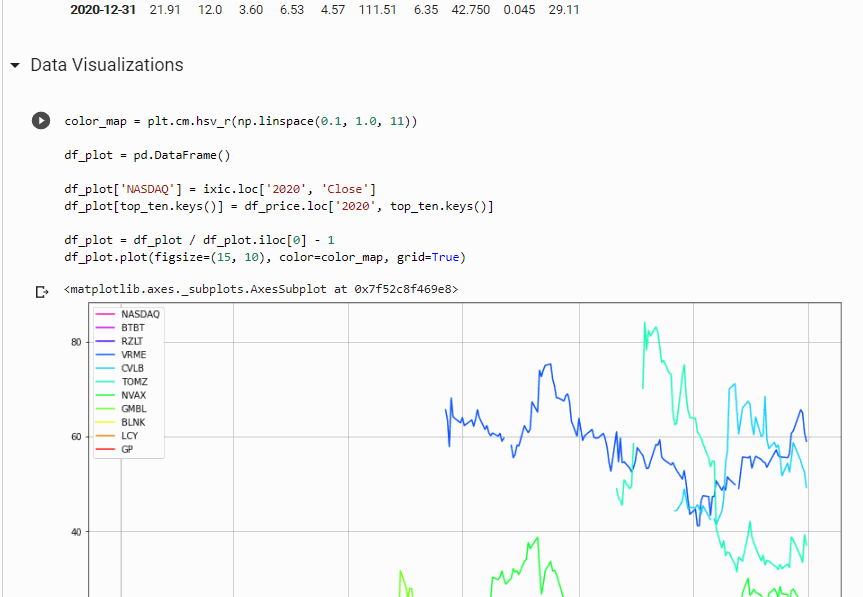 2020-12-31 21.91 12.0 3.60 6.53 4.57 111.51 6.35 42.750 0.045 29.11
Data Visualizations
color_map = plt.cm.hsv_r(np.linspace(0.1, 1.0, 11))
df_plot = pd.DataFrame()
df_plot['NASDAQ'] = ixic.loc['2020', 'Close']
df_plot[top_ten.keys()] = df_price.loc['2020', top_ten.keys()]
df_plot = df_plot / df_plot.iloc[0] - 1
df_plot.plot(figsize=(15, 10), color=color_map, grid=True)
<matplotlib.axes._subplots.AxesSubplot at 0x7f52c8f469e8>
NASDAQ
BTBT
RZLT
VRME
CVLB
TOMZ
NVAX
GMBL
BLNK
LCY
GP
80
60
40